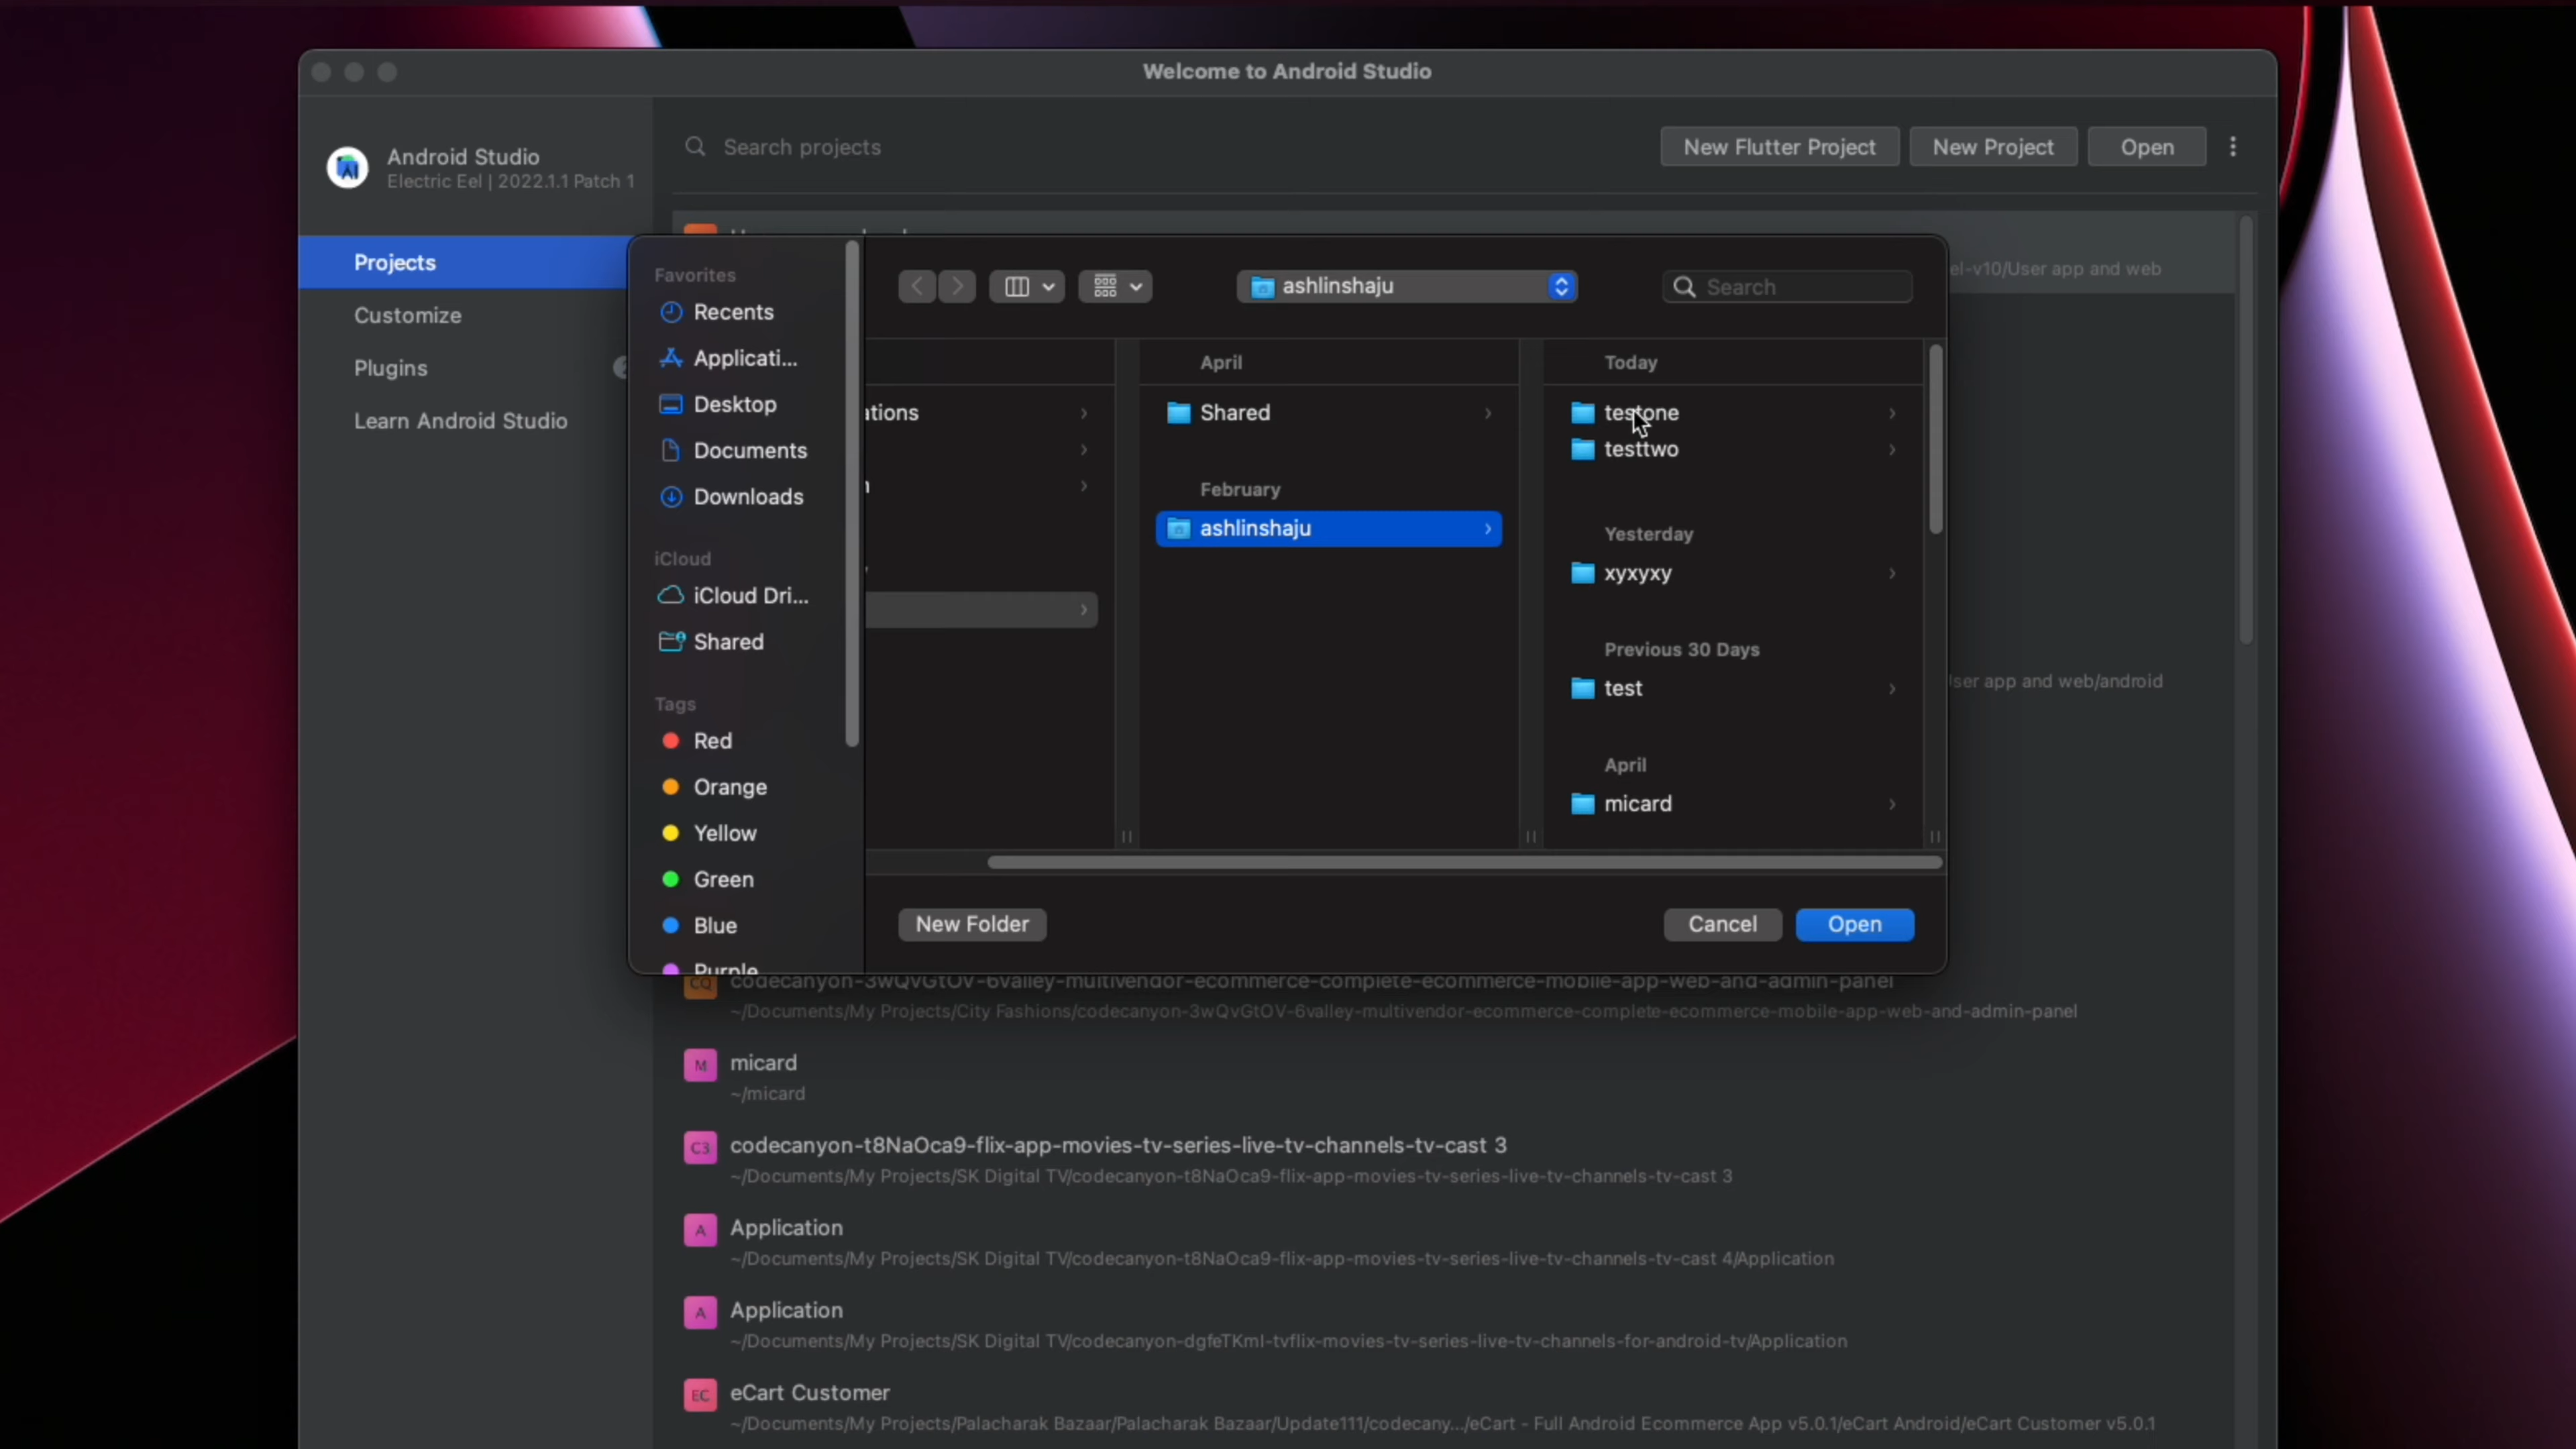 Welcome to Android Studio
Android Studio
Electric Eel | 2022.1.1 Patch 1
Search projects
New Flutter Project
New Project
Open
Projects
Customize
Plugins
Learn Android Studio
el-v10/User app and web
User app and web/android
Favorites
Recents
Applicati...
Desktop
Documents
Downloads
iCloud
iCloud Dri...
Shared
Tags
Red
Orange
Yellow
Green
Blue
Purple
ashlinshaju
Search
ations
April
Shared
February
ashlinshaju
Today
testone
testtwo
Yesterday
xyxyxy
Previous 30 Days
test
April
micard
New Folder
Cancel
Open
CQ
codecanyon-3wQvGtOV-6valley-multivendor-ecommerce-complete-ecommerce-mobile-app-web-and-admin-panel
~/Documents/My Projects/City Fashions/codecanyon-3wQvGtOV-6valley-multivendor-ecommerce-complete-ecommerce-mobile-app-web-and-admin-panel
M
micard
~/micard
C3
codecanyon-t8NaOca9-flix-app-movies-tv-series-live-tv-channels-tv-cast 3
~/Documents/My Projects/SK Digital TV/codecanyon-t8NaOca9-flix-app-movies-tv-series-live-tv-channels-tv-cast 3
A
Application
~/Documents/My Projects/SK Digital TV/codecanyon-t8NaOca9-flix-app-movies-tv-series-live-tv-channels-tv-cast 4/Application
A
Application
~/Documents/My Projects/SK Digital TV/codecanyon-dgfeTKmI-tvflix-movies-tv-series-live-tv-channels-for-android-tv/Application
EC
eCart Customer
~/Documents/My Projects/Palacharak Bazaar/Palacharak Bazaar/Update111/codecany.../eCart - Full Android Ecommerce App v5.0.1/eCart Android/eCart Customer v5.0.1